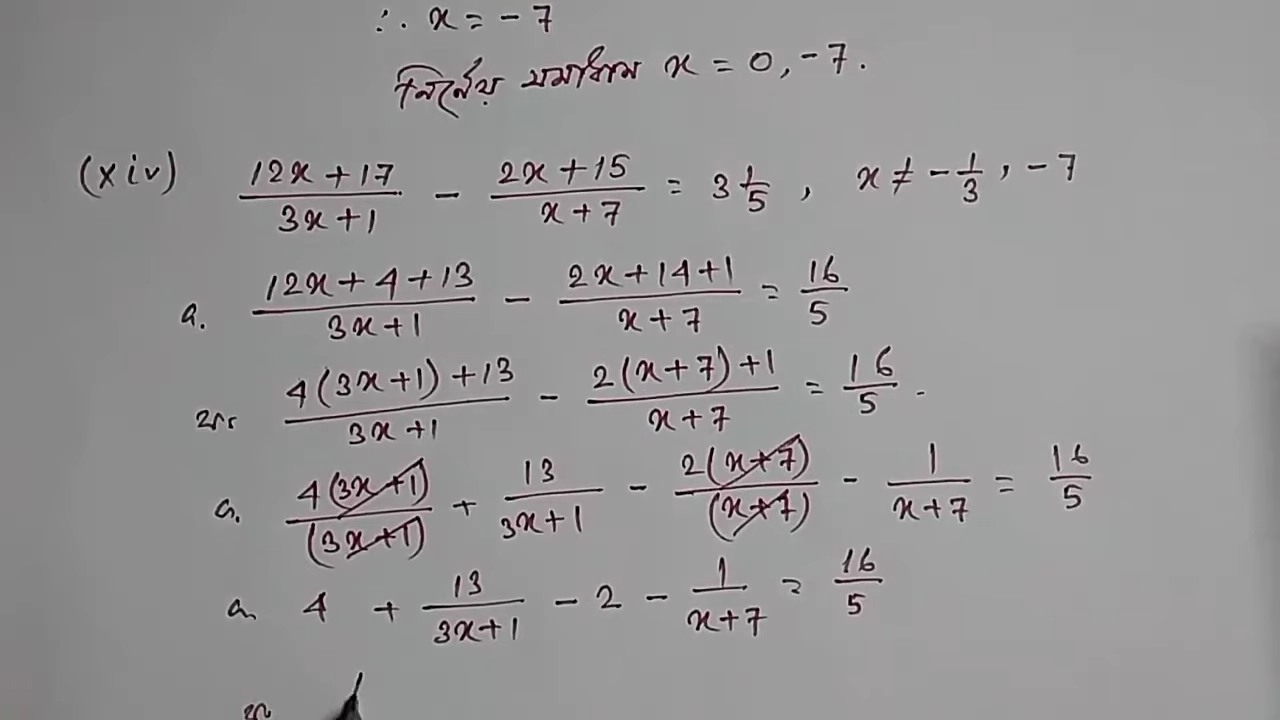 ∴ x = - 7
নির্ণেয় সমাধান x = 0, -7.
(xiv) (12x + 17)/(3x + 1) - (2x + 15)/(x + 7) = 3 1/5, x ≠ -1/3, -7
বা, (12x + 4 + 13)/(3x + 1) - (2x + 14 + 1)/(x + 7) = 16/5
বা (4(3x+1) + 13)/(3x + 1) - (2(x+7) + 1)/(x + 7) = 16/5.
বা, 4(3x+1)/(3x+1) + 13/(3x+1) - 2(x+7)/(x+7) - 1/(x+7) = 16/5
বা, 4 + 13/(3x+1) - 2 - 1/(x+7) = 16/5
বা